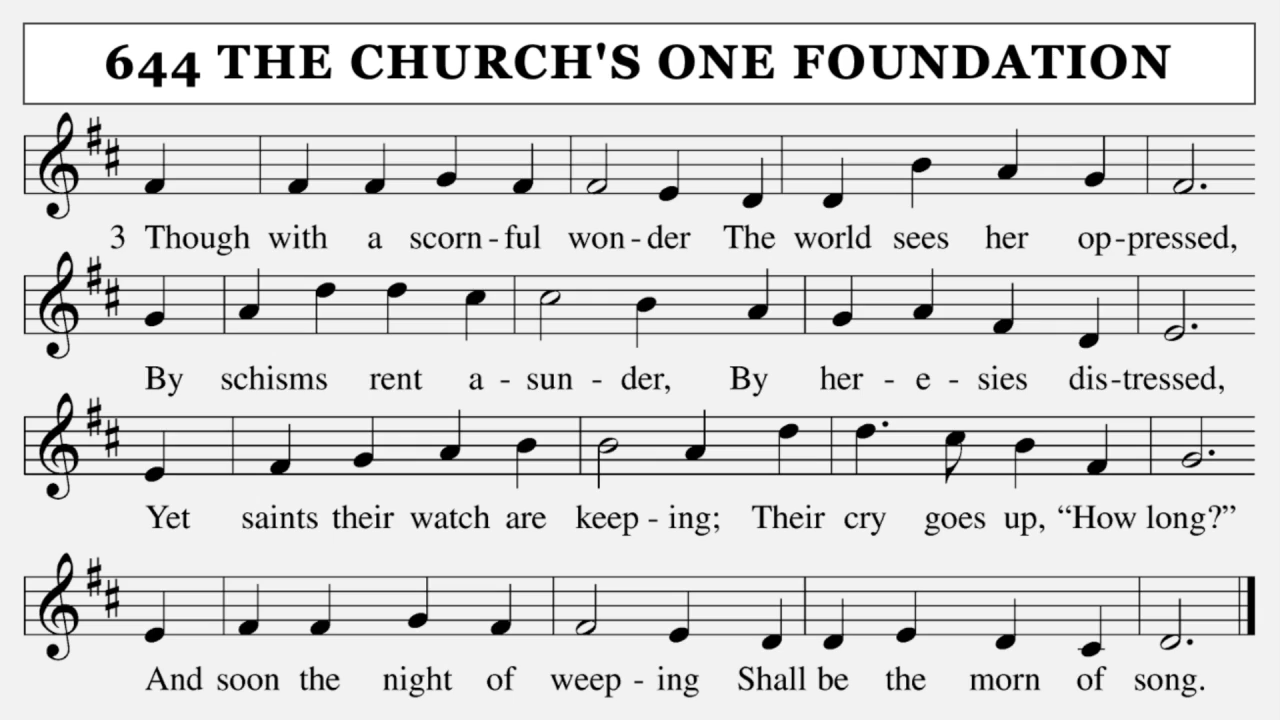 644 THE CHURCH'S ONE FOUNDATION
3 Though with a scorn - ful won - der The world sees her op - pressed,
By schisms rent a - sun - der, By her - e - sies dis - tressed,
Yet saints their watch are keep - ing; Their cry goes up, “How long?”
And soon the night of weep - ing Shall be the morn of song.